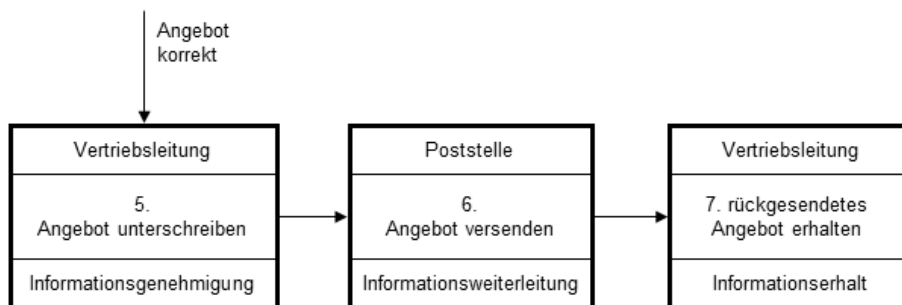 Angebot
korrekt
Vertriebsleitung
5.
Angebot unterschreiben
Informationsgenehmigung
Poststelle
6.
Angebot versenden
Informationsweiterleitung
Vertriebsleitung
7. rückgesendetes
Angebot erhalten
Informationserhalt